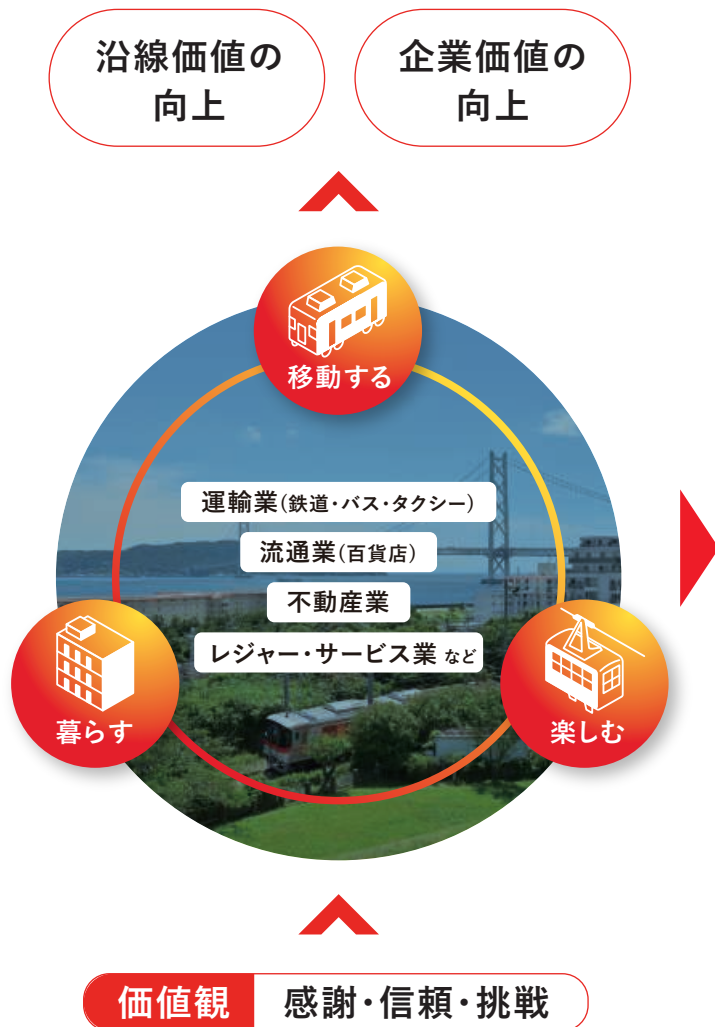 沿線価値の
向上
企業価値の
向上
移動する
運輸業(鉄道・バス・タクシー)
流通業(百貨店)
不動産業
レジャー・サービス業 など
暮らす
楽しむ
価値観 感謝・信頼・挑戦